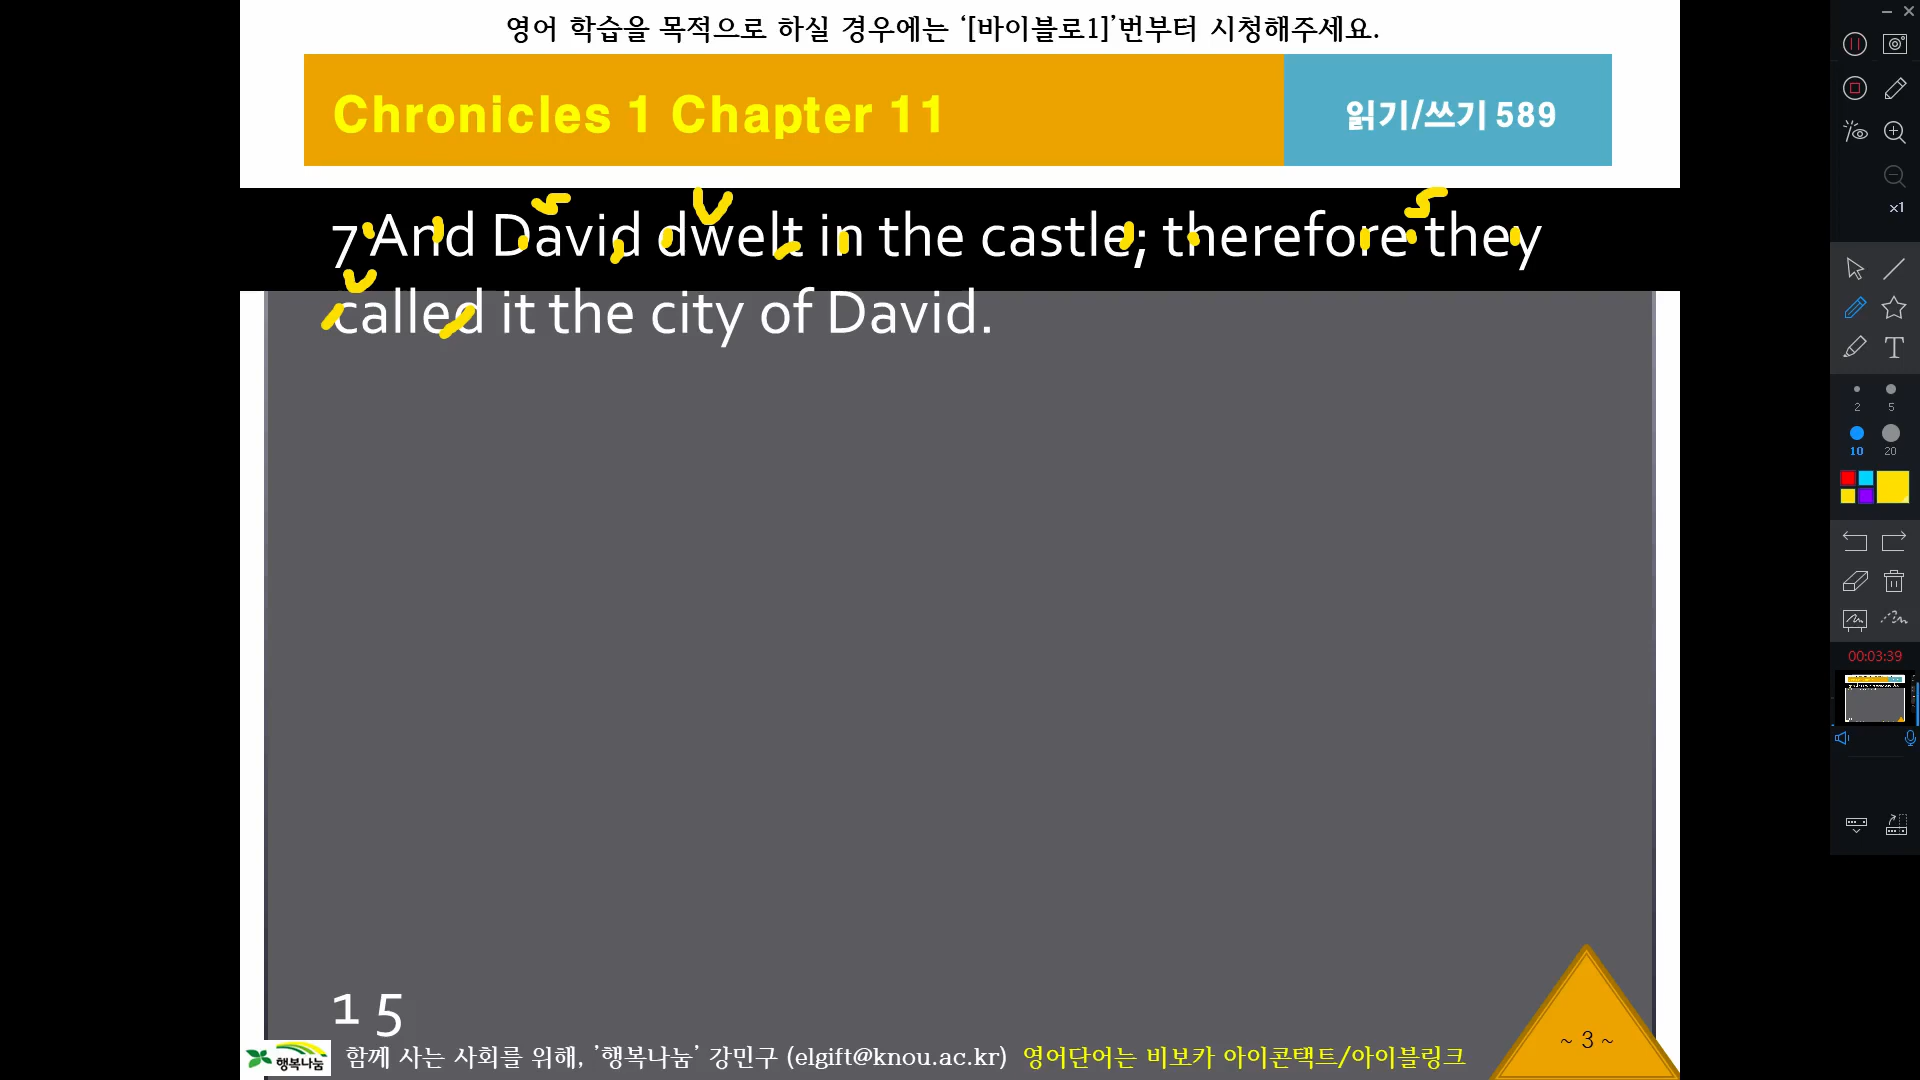 영어 학습을 목적으로 하실 경우에는 ‘[바이블로1]’번부터 시청해주세요.
Chronicles 1 Chapter 11
읽기/쓰기 589
7 And David dwelt in the castle; therefore they
called it the city of David.
1 5
~ 3 ~
행복나눔
함께 사는 사회를 위해, ’행복나눔’ 강민구 (elgift@knou.ac.kr) 영어단어는 비보카 아이콘택트/아이블링크
x1
T
2 5
10 20
00:03:39